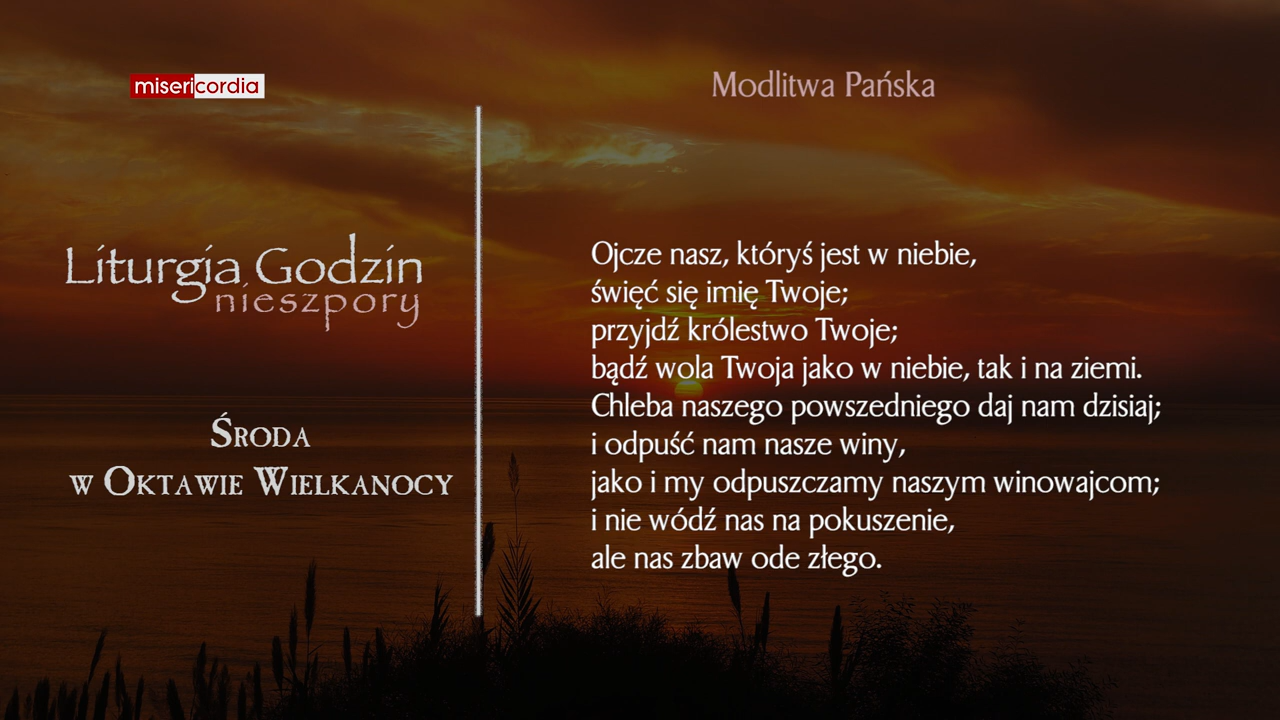 misericordia
Liturgia Godzin
nieszpory
Środa
w Oktawie Wielkanocy
Modlitwa Pańska
Ojcze nasz, któryś jest w niebie,
święć się imię Twoje;
przyjdź królestwo Twoje;
bądź wola Twoja jako w niebie, tak i na ziemi.
Chleba naszego powszedniego daj nam dzisiaj;
i odpuść nam nasze winy,
jako i my odpuszczamy naszym winowajcom;
i nie wódź nas na pokuszenie,
ale nas zbaw ode złego.